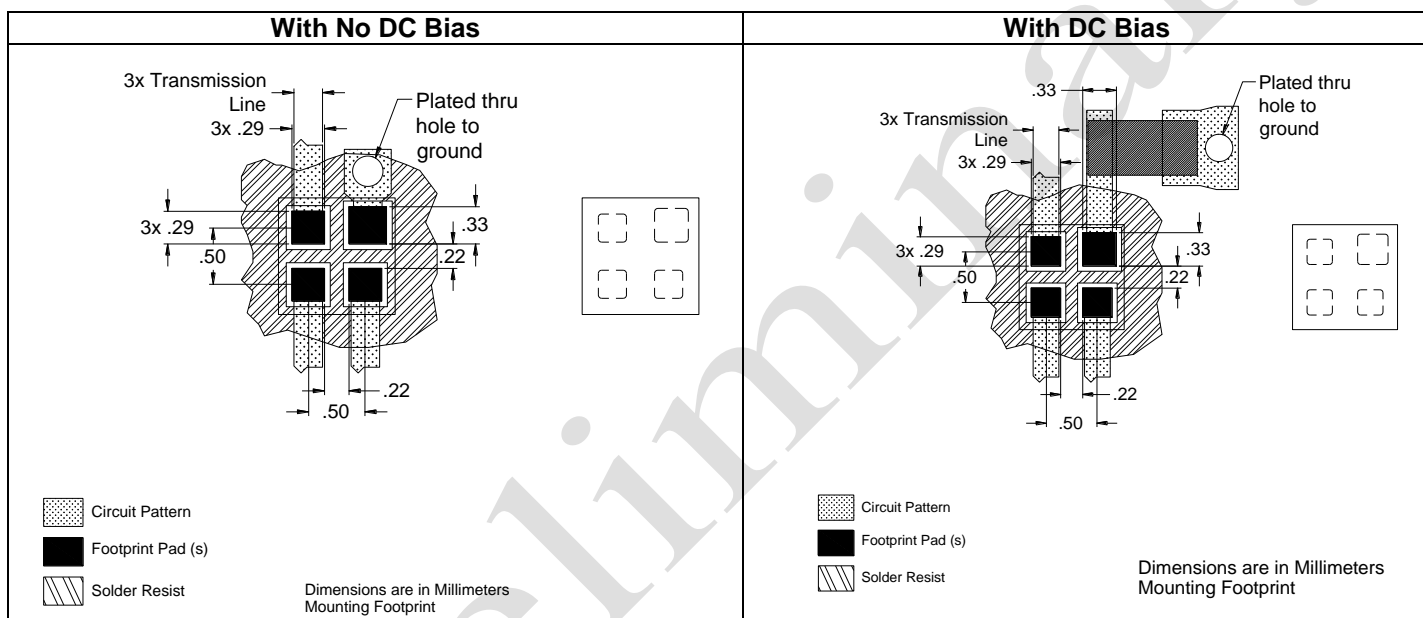 With No DC Bias
3x Transmission
Line
3x .29
Plated thru
hole to
ground
3x .29
.50
.33
.22
.22
.50
Circuit Pattern
Footprint Pad (s)
Solder Resist
Dimensions are in Millimeters
Mounting Footprint
With DC Bias
.33
3x Transmission
Line
3x .29
Plated thru
hole to
ground
3x .29
.50
.33
.22
.22
.50
Circuit Pattern
Footprint Pad (s)
Solder Resist
Dimensions are in Millimeters
Mounting Footprint